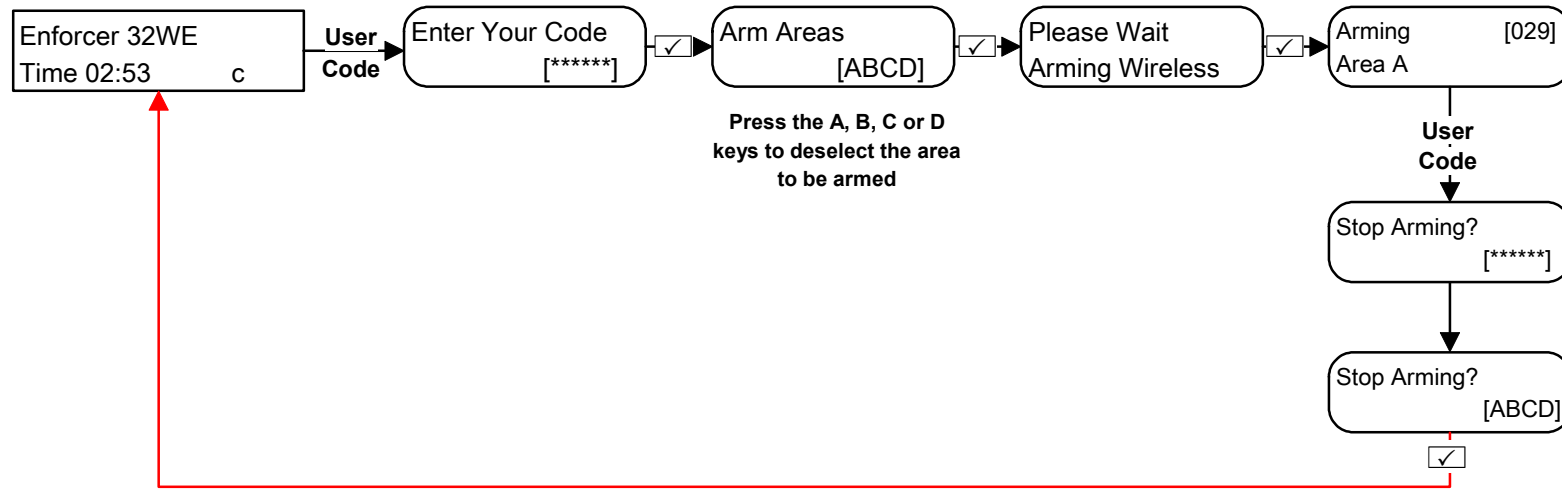 Enforcer 32WE
Time 02:53 c
User
Code
Enter Your Code
[******]
✓
Arm Areas
[ABCD]
Press the A, B, C or D
keys to deselect the area
to be armed
✓
Please Wait
Arming Wireless
✓
Arming [029]
Area A
User
Code
Stop Arming?
[******]
Stop Arming?
[ABCD]
✓